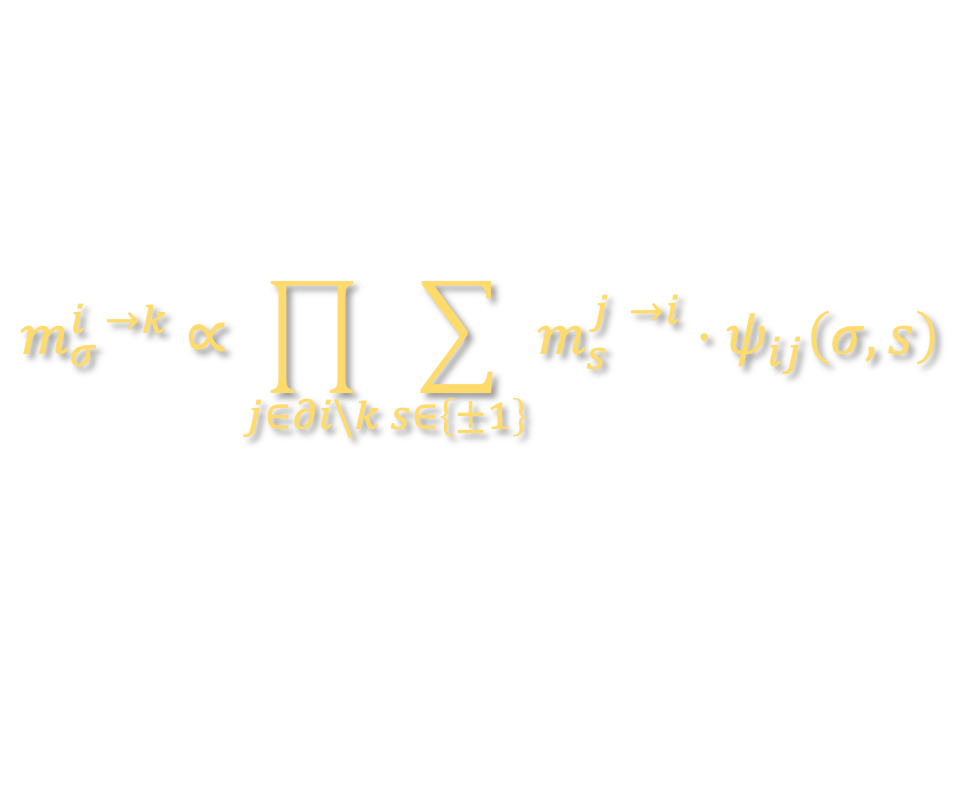 m_σ^{i→k} ∝ ∏_{j∈∂i\k} ∑_{s∈{±1}} m_s^{j→i} · ψ_{ij}(σ, s)